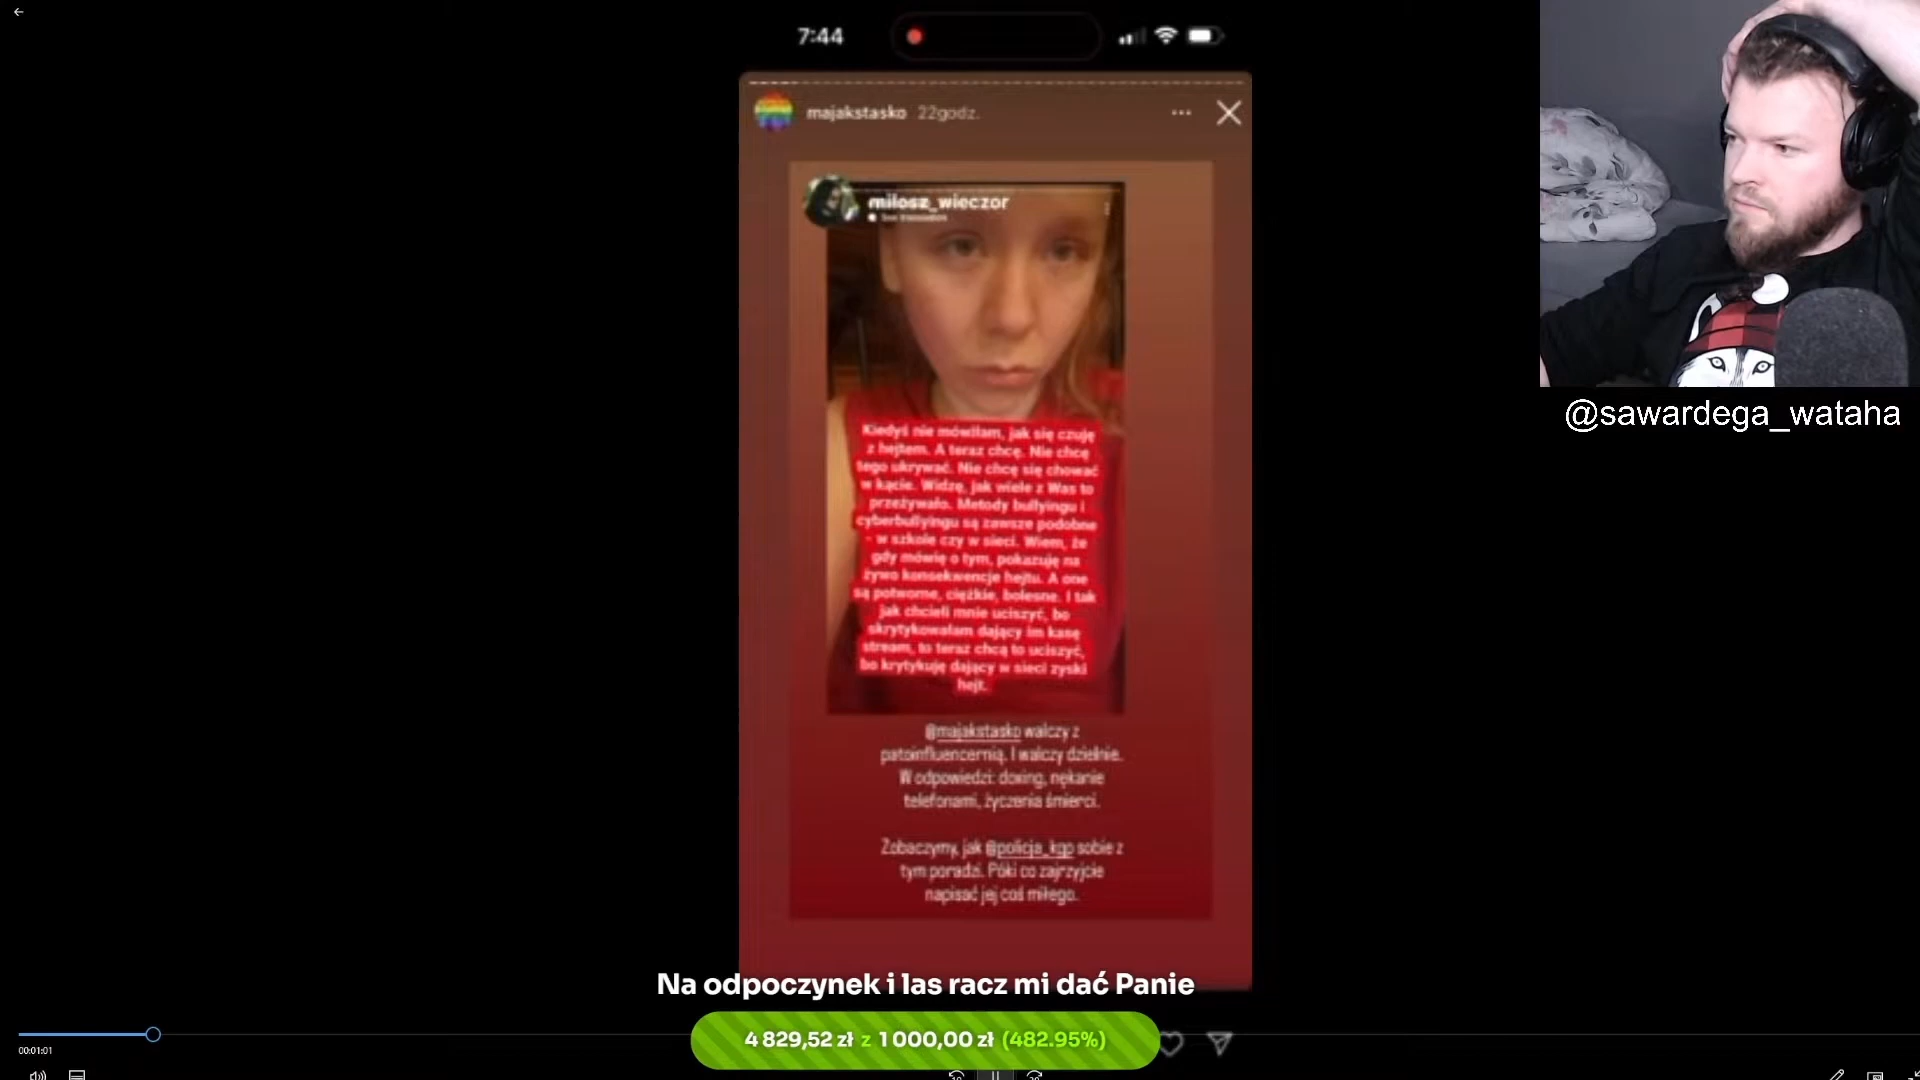 7:44
majakstasko 22godz.
milosz_wieczor
@sawardega_wataha
Kiedyś nie mówiłam, jak się czuję
z hejtem. A teraz chcę. Nie chcę
tego ukrywać. Nie chcę się chować
w kącie. Widzę, jak wiele z Was to
przeżywało. Metody bullyingu i
cyberbullyingu są zawsze podobne
- w szkole czy w sieci. Wiem, że
gdy mówię o tym, pokazuję na
żywo konsekwencje hejtu. A one
są potworne, ciężkie, bolesne. I tak
jak chcieli mnie uciszyć, bo
skrytykowałam dający im kasę
stream, to teraz chcą to uciszyć,
bo krytykuję dający w sieci zyski
hejt.
@majakstasko walczy z
patoinfluencernią. I walczy dzielnie.
W odpowiedzi: doxing, nękanie
telefonami, życzenia śmierci.
Zobaczymy, jak @policja_kgp sobie z
tym poradzi. Póki co zajrzyjcie
napisać jej coś miłego.
Na odpoczynek i las racz mi dać Panie
4 829,52 zł z 1 000,00 zł (482.95%)
00:01:01